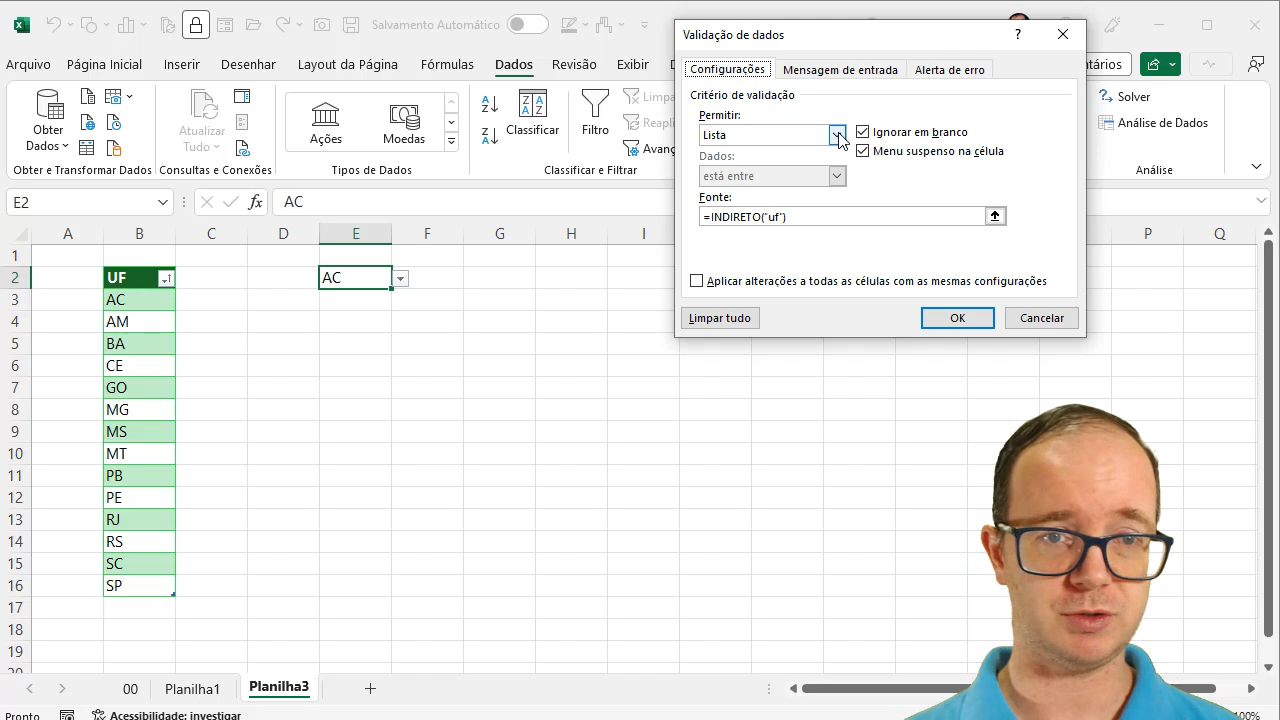 Salvamento Automático
Validação de dados
?
Arquivo
Página Inicial
Inserir
Desenhar
Layout da Página
Fórmulas
Dados
Revisão
Exibir
Configurações
Mensagem de entrada
Alerta de erro
Critério de validação
Permitir:
Lista
Ignorar em branco
Menu suspenso na célula
Dados:
está entre
Fonte:
=INDIRETO("uf")
Aplicar alterações a todas as células com as mesmas configurações
Limpar tudo
OK
Cancelar
Obter
Dados
Atualizar
Tudo
Ações
Moedas
Classificar
Filtro
Solver
Análise de Dados
Obter e Transformar Dados
Consultas e Conexões
Tipos de Dados
Classificar e Filtrar
Análise
E2
fx
AC
A B C D E F G H I P Q
1
2 UF AC
3 AC
4 AM
5 BA
6 CE
7 GO
8 MG
9 MS
10 MT
11 PB
12 PE
13 RJ
14 RS
15 SC
16 SP
17
18
19
00
Planilha1
Planilha3
Pronto
Acessibilidade: investigar
100%